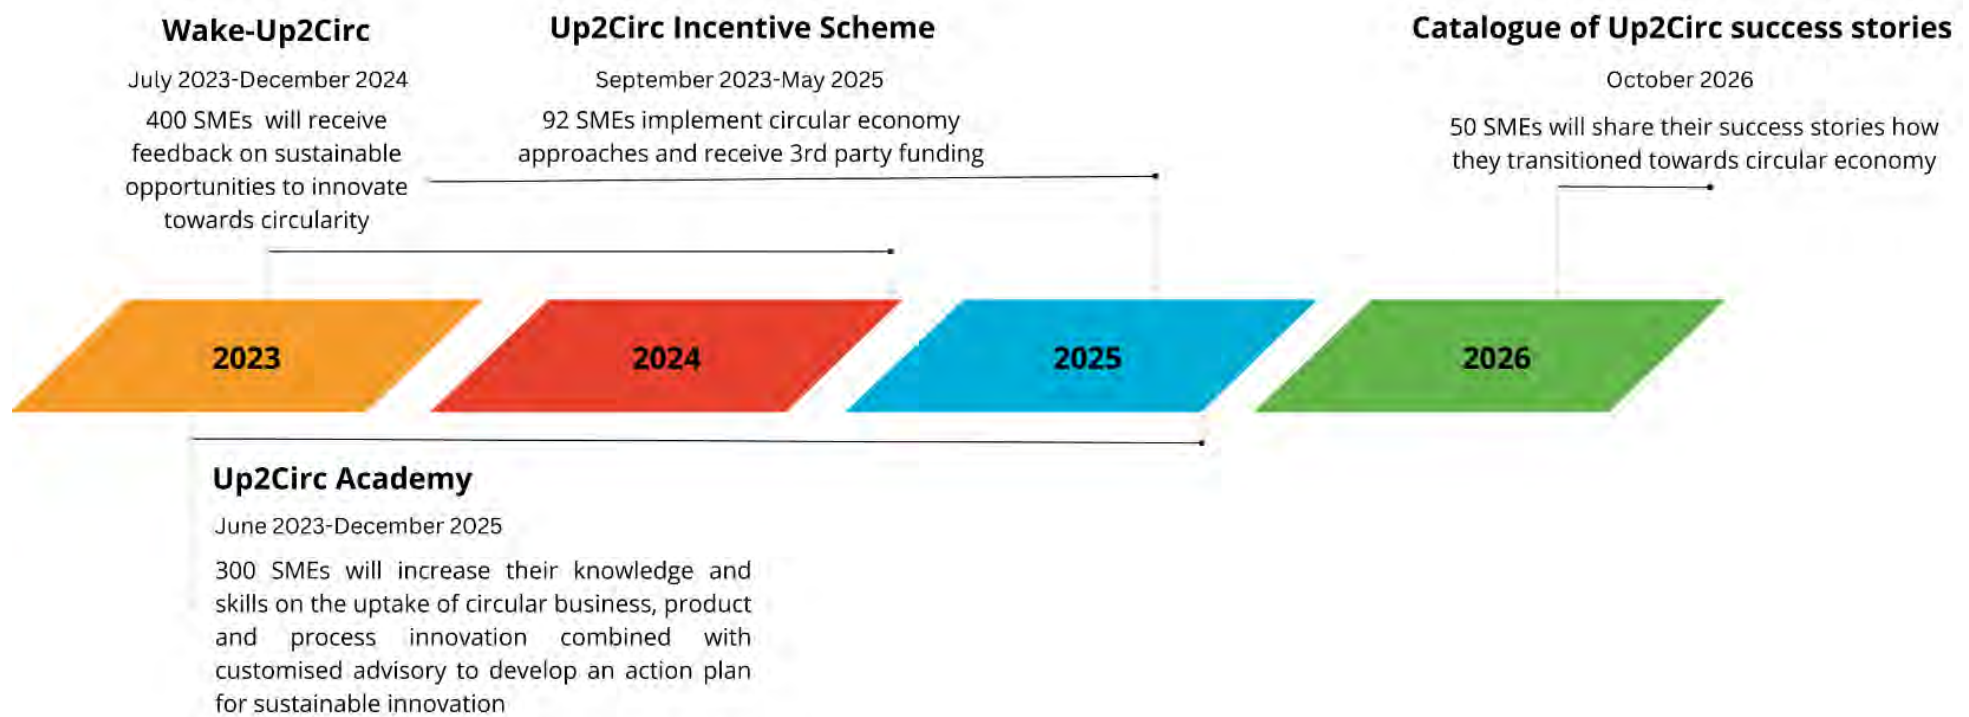 Wake-Up2Circ
July 2023-December 2024
400 SMEs will receive
feedback on sustainable
opportunities to innovate
towards circularity
Up2Circ Incentive Scheme
September 2023-May 2025
92 SMEs implement circular economy
approaches and receive 3rd party funding
Catalogue of Up2Circ success stories
October 2026
50 SMEs will share their success stories how
they transitioned towards circular economy
2023
2024
2025
2026
Up2Circ Academy
June 2023-December 2025
300 SMEs will increase their knowledge and
skills on the uptake of circular business, product
and process innovation combined with
customised advisory to develop an action plan
for sustainable innovation